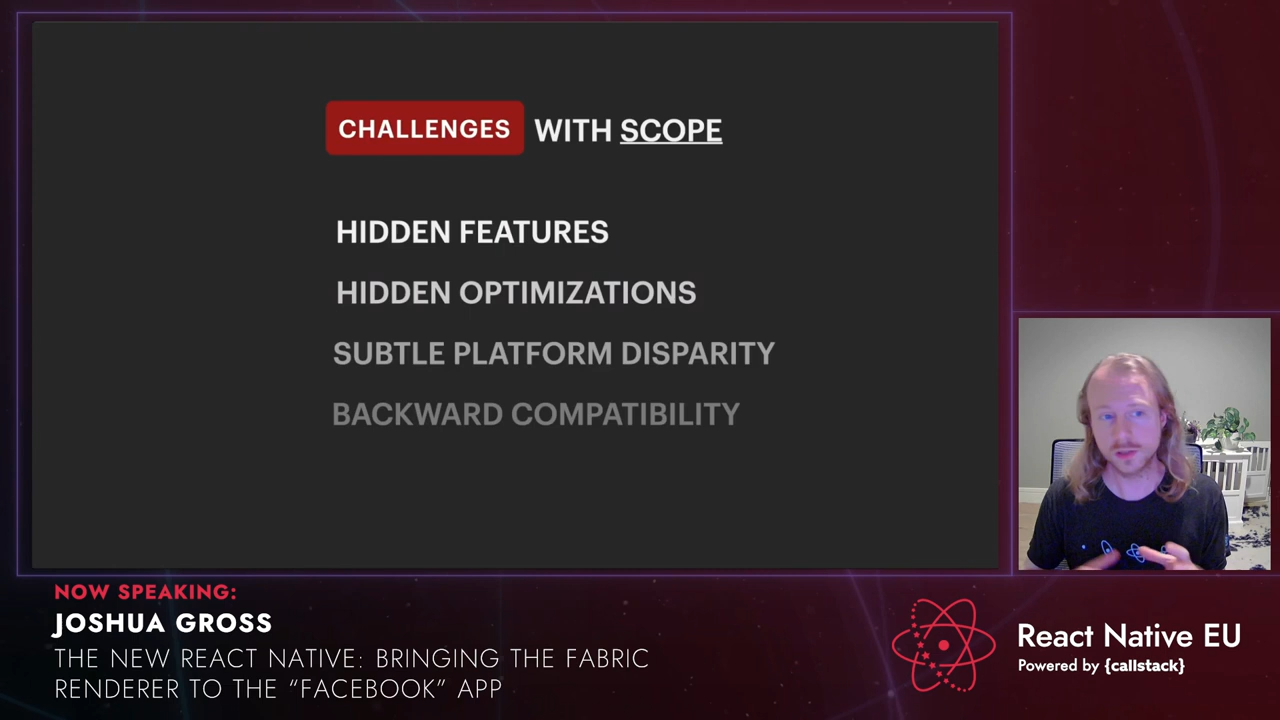 CHALLENGES WITH SCOPE
HIDDEN FEATURES
HIDDEN OPTIMIZATIONS
SUBTLE PLATFORM DISPARITY
BACKWARD COMPATIBILITY
NOW SPEAKING:
JOSHUA GROSS
THE NEW REACT NATIVE: BRINGING THE FABRIC
RENDERER TO THE “FACEBOOK” APP
React Native EU
Powered by {callstack}